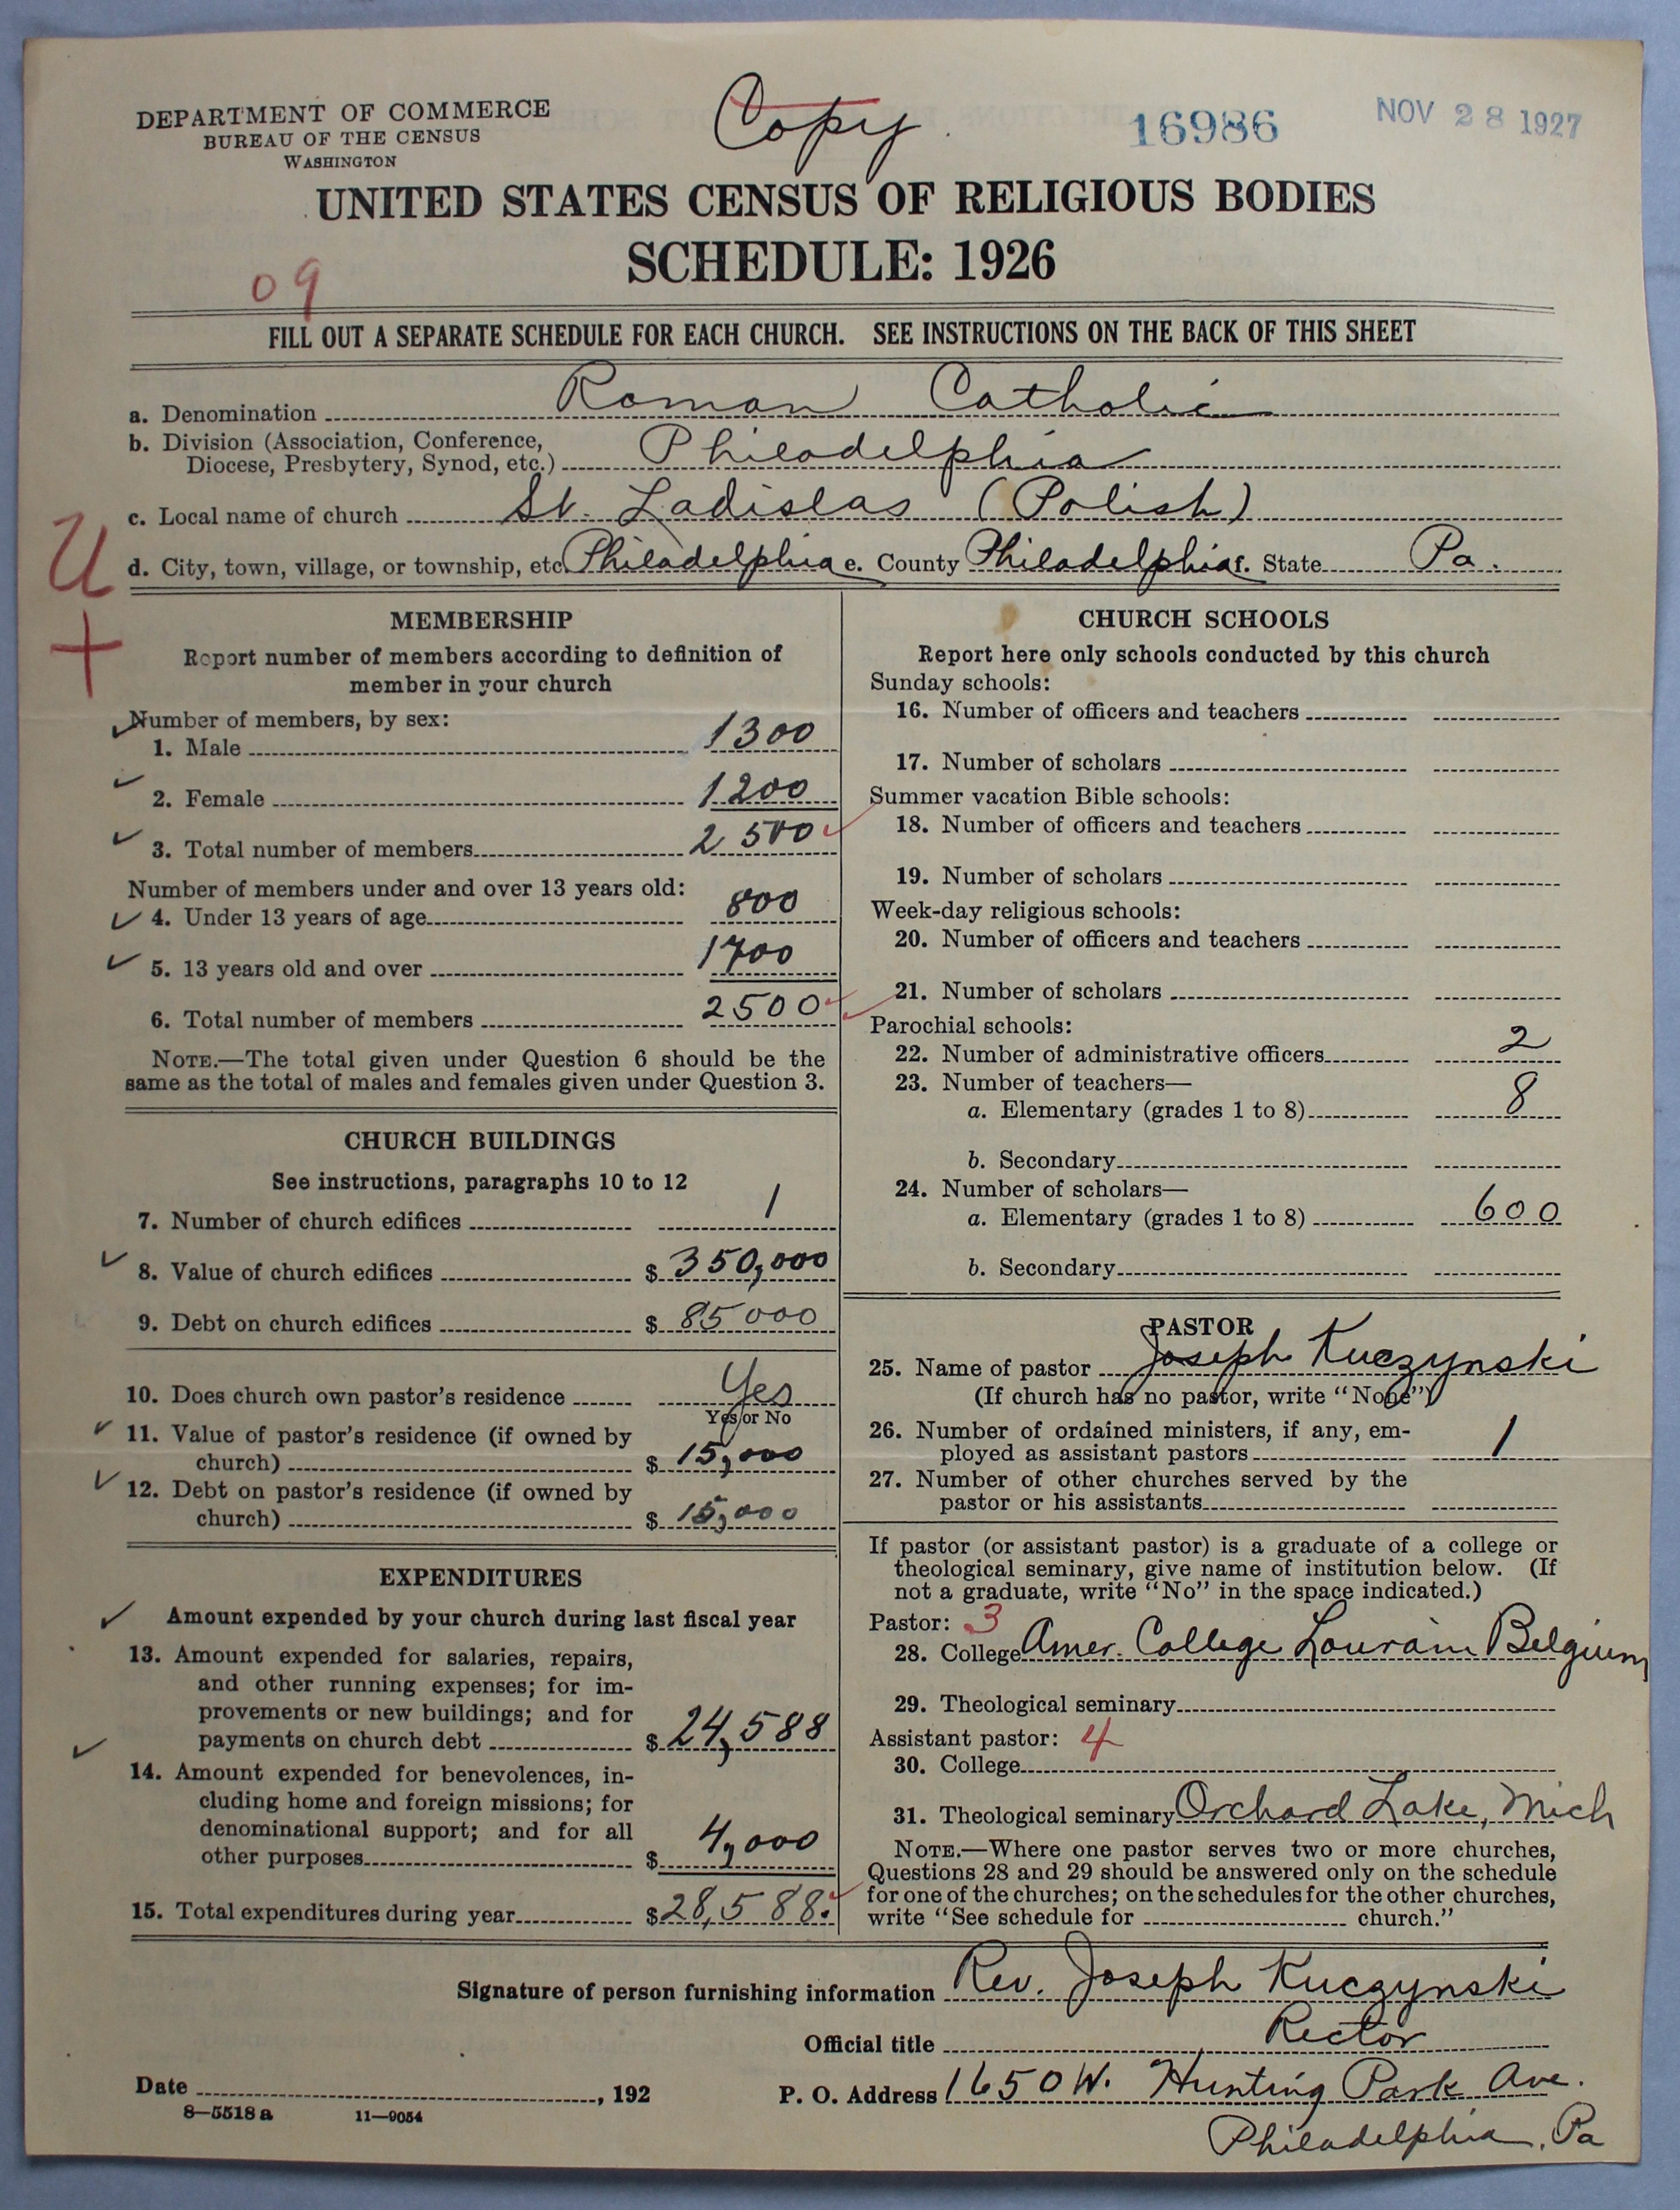 DEPARTMENT OF COMMERCE
BUREAU OF THE CENSUS
WASHINGTON
Copy
16986
NOV 28 1927
UNITED STATES CENSUS OF RELIGIOUS BODIES
SCHEDULE: 1926
09
FILL OUT A SEPARATE SCHEDULE FOR EACH CHURCH. SEE INSTRUCTIONS ON THE BACK OF THIS SHEET
a. Denomination Roman Catholic
b. Division (Association, Conference,
Diocese, Presbytery, Synod, etc.) Philadelphia
c. Local name of church St. Ladislas (Polish)
U
d. City, town, village, or township, etc. Philadelphia e. County Philadelphia f. State Pa.
+
MEMBERSHIP
Report number of members according to definition of
member in your church
Number of members, by sex:
1. Male 1300
2. Female 1200
3. Total number of members 2500
Number of members under and over 13 years old:
4. Under 13 years of age 800
5. 13 years old and over 1700
6. Total number of members 2500
NOTE.—The total given under Question 6 should be the
same as the total of males and females given under Question 3.
CHURCH BUILDINGS
See instructions, paragraphs 10 to 12
7. Number of church edifices 1
8. Value of church edifices $ 350,000
9. Debt on church edifices $ 85000
10. Does church own pastor's residence Yes
Yes or No
11. Value of pastor's residence (if owned by
church) $ 15,000
12. Debt on pastor's residence (if owned by
church) $ 15,000
EXPENDITURES
Amount expended by your church during last fiscal year
13. Amount expended for salaries, repairs,
and other running expenses; for im-
provements or new buildings; and for
payments on church debt $ 24,588
14. Amount expended for benevolences, in-
cluding home and foreign missions; for
denominational support; and for all
other purposes $ 4,000
15. Total expenditures during year $ 28,588.
CHURCH SCHOOLS
Report here only schools conducted by this church
Sunday schools:
16. Number of officers and teachers
17. Number of scholars
Summer vacation Bible schools:
18. Number of officers and teachers
19. Number of scholars
Week-day religious schools:
20. Number of officers and teachers
21. Number of scholars
Parochial schools:
22. Number of administrative officers 2
23. Number of teachers—
a. Elementary (grades 1 to 8) 8
b. Secondary
24. Number of scholars—
a. Elementary (grades 1 to 8) 600
b. Secondary
PASTOR
25. Name of pastor Joseph Kuczynski
(If church has no pastor, write "None")
26. Number of ordained ministers, if any, em-
ployed as assistant pastors 1
27. Number of other churches served by the
pastor or his assistants
If pastor (or assistant pastor) is a graduate of a college or
theological seminary, give name of institution below. (If
not a graduate, write "No" in the space indicated.)
Pastor: 3
28. College Amer. College Louvain Belgium
29. Theological seminary
Assistant pastor: 4
30. College
31. Theological seminary Orchard Lake, Mich
NOTE.—Where one pastor serves two or more churches,
Questions 28 and 29 should be answered only on the schedule
for one of the churches; on the schedules for the other churches,
write "See schedule for church."
Signature of person furnishing information Rev. Joseph Kuczynski
Official title Rector
Date , 192
P. O. Address 1650 W. Hunting Park Ave.
8—5518 a 11—9054
Philadelphia, Pa